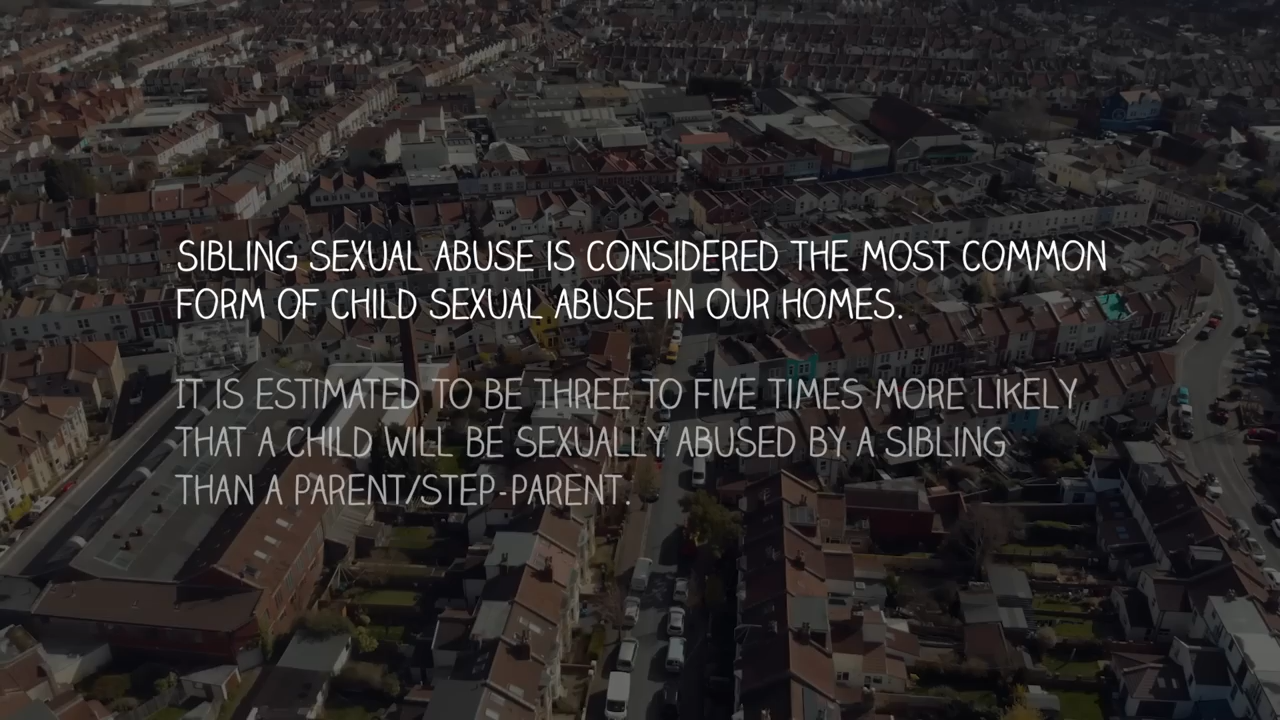 SIBLING SEXUAL ABUSE IS CONSIDERED THE MOST COMMON
FORM OF CHILD SEXUAL ABUSE IN OUR HOMES.
IT IS ESTIMATED TO BE THREE TO FIVE TIMES MORE LIKELY
THAT A CHILD WILL BE SEXUALLY ABUSED BY A SIBLING
THAN A PARENT/STEP-PARENT.